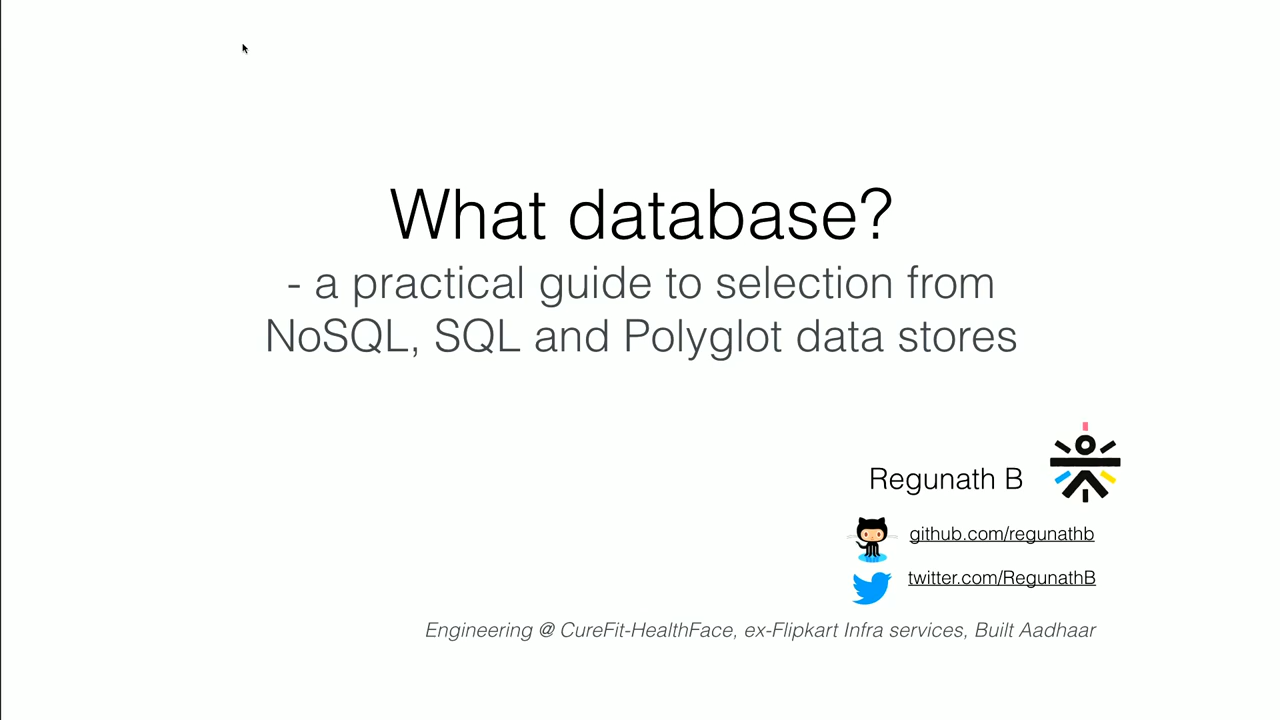 What database?
- a practical guide to selection from
NoSQL, SQL and Polyglot data stores
Regunath B
github.com/regunathb
twitter.com/RegunathB
Engineering @ CureFit-HealthFace, ex-Flipkart Infra services, Built Aadhaar